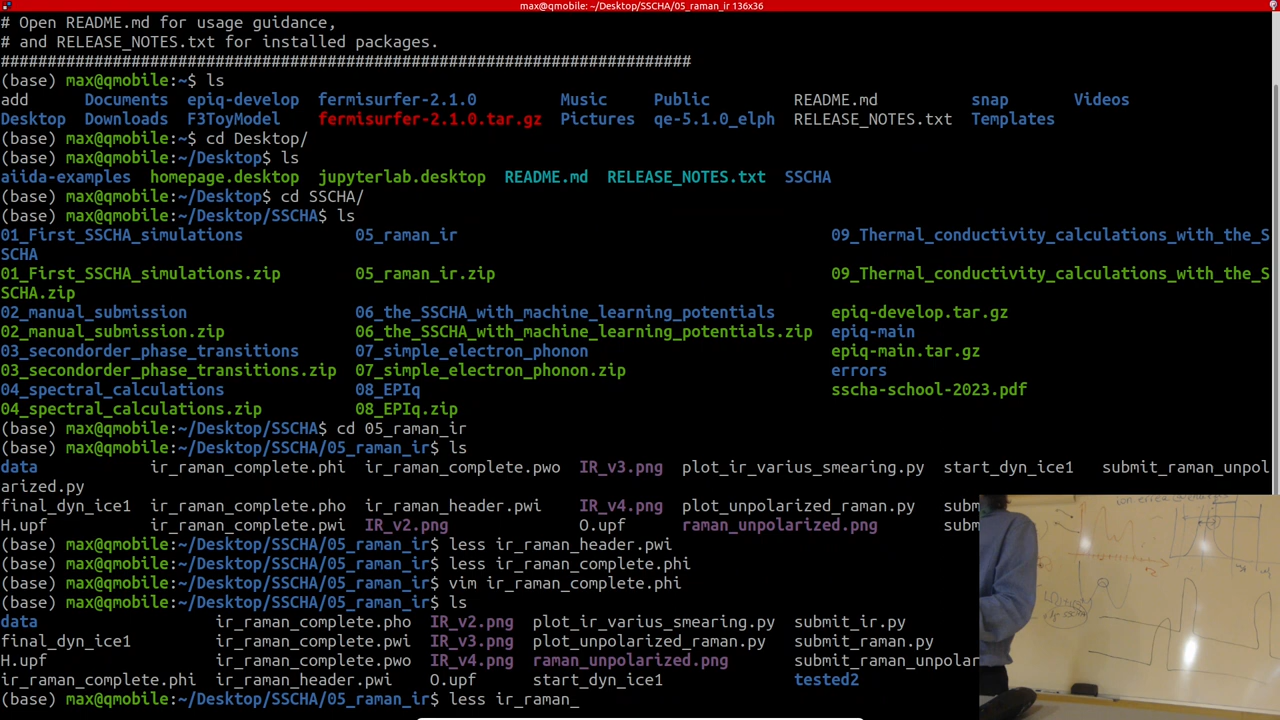 max@qmobile: ~/Desktop/SSCHA/05_raman_ir 136x36
# Open README.md for usage guidance,
# and RELEASE_NOTES.txt for installed packages.
##########################################################################
(base) max@qmobile:~$ ls
add Documents epiq-develop fermisurfer-2.1.0 Music Public README.md snap Videos
Desktop Downloads F3ToyModel fermisurfer-2.1.0.tar.gz Pictures qe-5.1.0_elph RELEASE_NOTES.txt Templates
(base) max@qmobile:~$ cd Desktop/
(base) max@qmobile:~/Desktop$ ls
aiida-examples homepage.desktop jupyterlab.desktop README.md RELEASE_NOTES.txt SSCHA
(base) max@qmobile:~/Desktop$ cd SSCHA/
(base) max@qmobile:~/Desktop/SSCHA$ ls
01_First_SSCHA_simulations 05_raman_ir 09_Thermal_conductivity_calculations_with_the_S
SCHA
01_First_SSCHA_simulations.zip 05_raman_ir.zip 09_Thermal_conductivity_calculations_with_the_S
SCHA.zip
02_manual_submission 06_the_SSCHA_with_machine_learning_potentials epiq-develop.tar.gz
02_manual_submission.zip 06_the_SSCHA_with_machine_learning_potentials.zip epiq-main
03_secondorder_phase_transitions 07_simple_electron_phonon epiq-main.tar.gz
03_secondorder_phase_transitions.zip 07_simple_electron_phonon.zip errors
04_spectral_calculations 08_EPIq sscha-school-2023.pdf
04_spectral_calculations.zip 08_EPIq.zip
(base) max@qmobile:~/Desktop/SSCHA$ cd 05_raman_ir
(base) max@qmobile:~/Desktop/SSCHA/05_raman_ir$ ls
data ir_raman_complete.phi ir_raman_complete.pwo IR_v3.png plot_ir_varius_smearing.py start_dyn_ice1 submit_raman_unpol
arized.py
final_dyn_ice1 ir_raman_complete.pho ir_raman_header.pwi IR_v4.png plot_unpolarized_raman.py subm
H.upf ir_raman_complete.pwi IR_v2.png O.upf raman_unpolarized.png subm
(base) max@qmobile:~/Desktop/SSCHA/05_raman_ir$ less ir_raman_header.pwi
(base) max@qmobile:~/Desktop/SSCHA/05_raman_ir$ less ir_raman_complete.phi
(base) max@qmobile:~/Desktop/SSCHA/05_raman_ir$ vim ir_raman_complete.phi
(base) max@qmobile:~/Desktop/SSCHA/05_raman_ir$ ls
data ir_raman_complete.pho IR_v2.png plot_ir_varius_smearing.py submit_ir.py
final_dyn_ice1 ir_raman_complete.pwi IR_v3.png plot_unpolarized_raman.py submit_raman.py
H.upf ir_raman_complete.pwo IR_v4.png raman_unpolarized.png submit_raman_unpolar
ir_raman_complete.phi ir_raman_header.pwi O.upf start_dyn_ice1 tested2
(base) max@qmobile:~/Desktop/SSCHA/05_raman_ir$ less ir_raman_